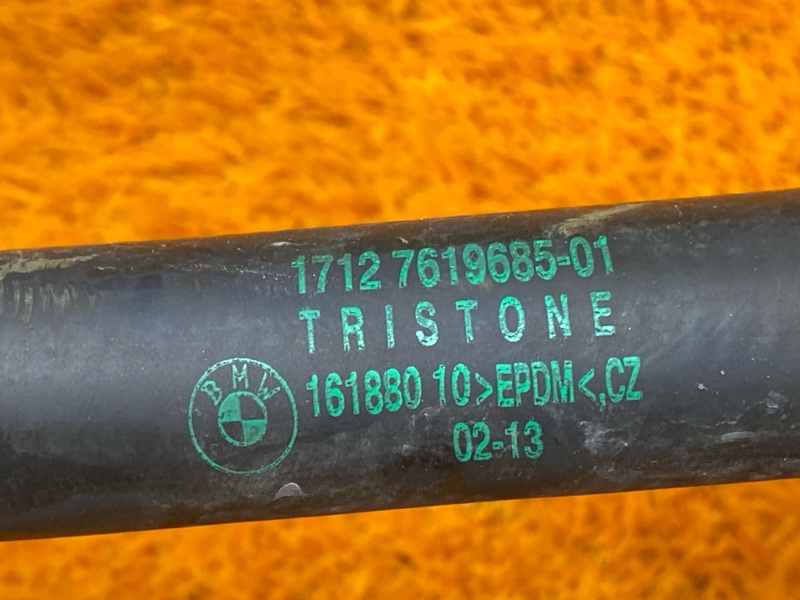 1712 7619685-01
TRISTONE
BMW
161880 10>EPDM<,CZ
02-13